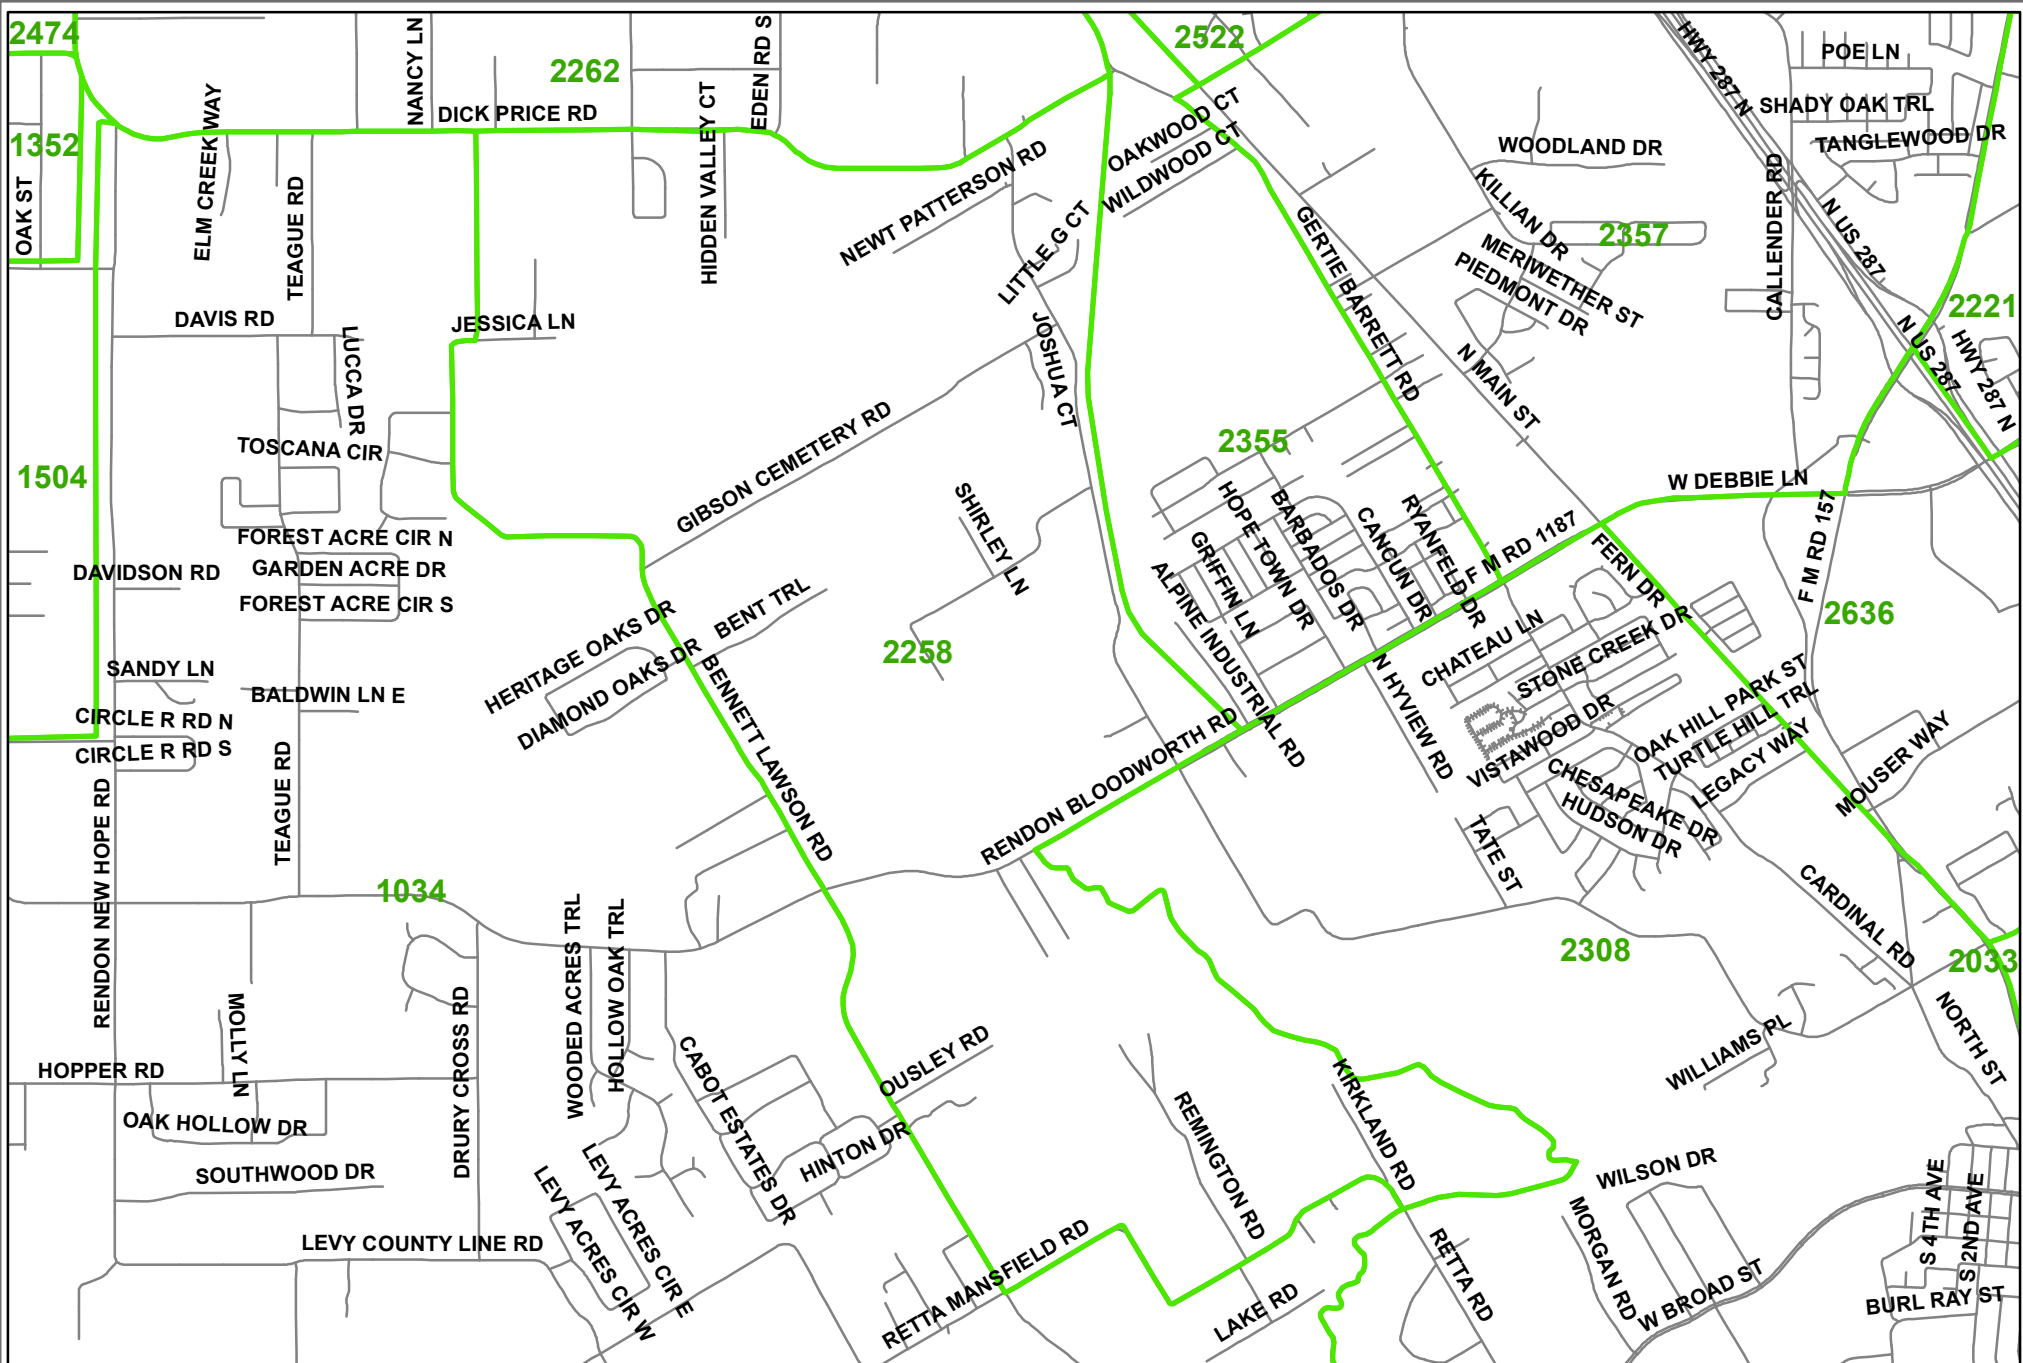 2474
NANCY LN
2262
EDEN RD S
2522
HWY 287 N
POE LN
SHADY OAK TRL
TANGLEWOOD DR
1352
OAK ST
ELM CREEK WAY
TEAGUE RD
DICK PRICE RD
HIDDEN VALLEY CT
NEWT PATTERSON RD
OAKWOOD CT
WILDWOOD CT
WOODLAND DR
CALLENDER RD
KILLIAN DR
2357
N US 287
LITTLE G CT
GERTIE BARRETT RD
MERIWETHER ST
PIEDMONT DR
2221
DAVIS RD
LUCCA DR
JESSICA LN
JOSHUA CT
N MAIN ST
N US 287
HWY 287 N
TOSCANA CIR
GIBSON CEMETERY RD
2355
1504
SHIRLEY LN
HOPE TOWN DR
BARBADOS DR
CANCUN DR
RYANFELD DR
W DEBBIE LN
F M RD 157
FOREST ACRE CIR N
GARDEN ACRE DR
FOREST ACRE CIR S
DAVIDSON RD
GRIFFIN LN
ALPINE INDUSTRIAL RD
F M RD 1187
FERN DR
2636
HERITAGE OAKS DR
BENT TRL
DIAMOND OAKS DR
2258
CHATEAU LN
STONE CREEK DR
SANDY LN
BALDWIN LN E
BENNETT LAWSON RD
N HYVIEW RD
VISTAWOOD DR
OAK HILL PARK ST
TURTLE HILL TRL
LEGACY WAY
MOUSER WAY
CIRCLE R RD N
CIRCLE R RD S
TEAGUE RD
RENDON BLOODWORTH RD
CHESAPEAKE DR
HUDSON DR
RENDON NEW HOPE RD
TATE ST
1034
CARDINAL RD
WOODED ACRES TRL
HOLLOW OAK TRL
2308
2033
MOLLY LN
DRURY CROSS RD
NORTH ST
HOPPER RD
CABOT ESTATES DR
OUSLEY RD
KIRKLAND RD
WILLIAMS PL
OAK HOLLOW DR
HINTON DR
REMINGTON RD
SOUTHWOOD DR
LEVY ACRES CIR E
LEVY ACRES CIR W
WILSON DR
MORGAN RD
S 4TH AVE
S 2ND AVE
LEVY COUNTY LINE RD
RETTA MANSFIELD RD
RETTA RD
LAKE RD
W BROAD ST
BURL RAY ST